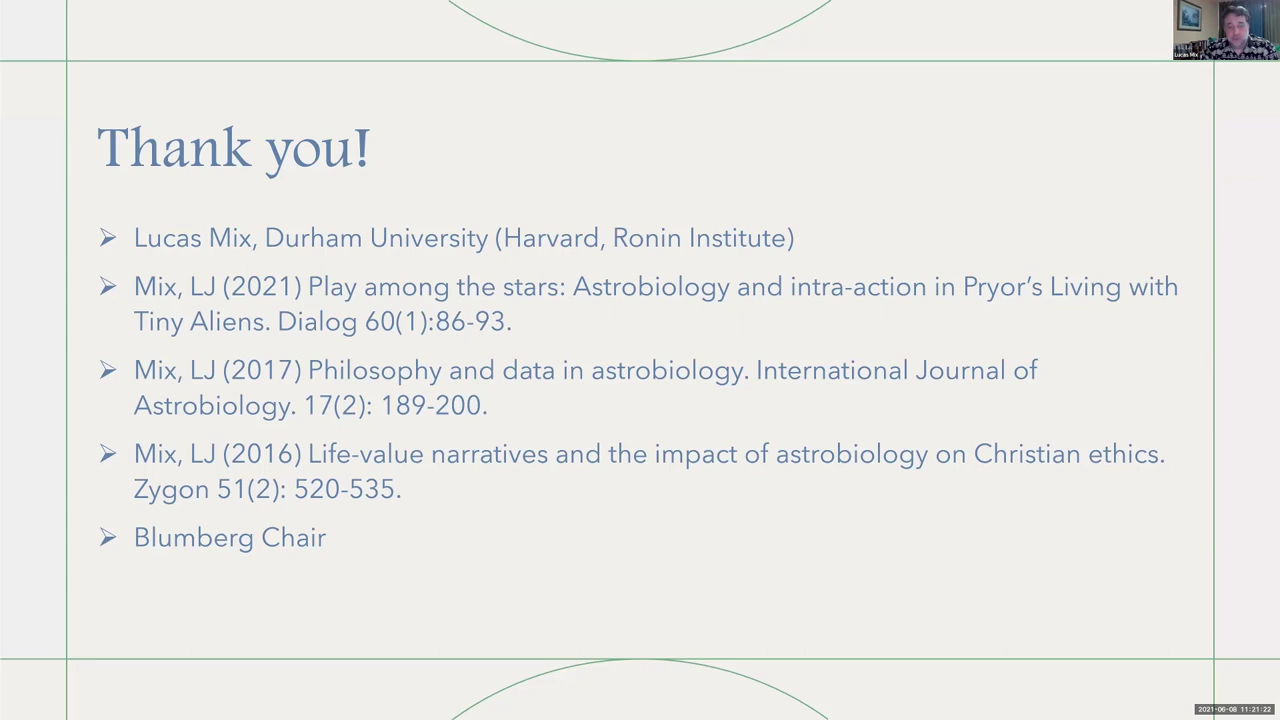 Lucas Mix
Thank you!
Lucas Mix, Durham University (Harvard, Ronin Institute)
Mix, LJ (2021) Play among the stars: Astrobiology and intra-action in Pryor’s Living with
Tiny Aliens. Dialog 60(1):86-93.
Mix, LJ (2017) Philosophy and data in astrobiology. International Journal of
Astrobiology. 17(2): 189-200.
Mix, LJ (2016) Life-value narratives and the impact of astrobiology on Christian ethics.
Zygon 51(2): 520-535.
Blumberg Chair
2021-06-08 11:21:22